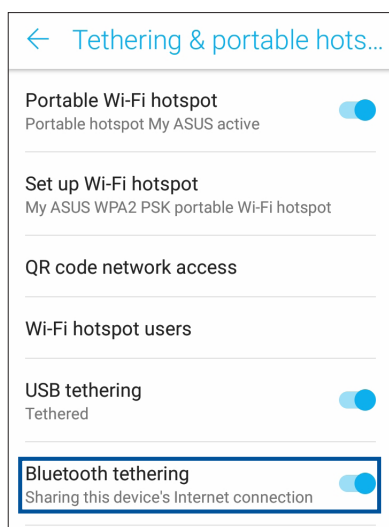 Tethering & portable hots...
Portable Wi-Fi hotspot
Portable hotspot My ASUS active
Set up Wi-Fi hotspot
My ASUS WPA2 PSK portable Wi-Fi hotspot
QR code network access
Wi-Fi hotspot users
USB tethering
Tethered
Bluetooth tethering
Sharing this device's Internet connection